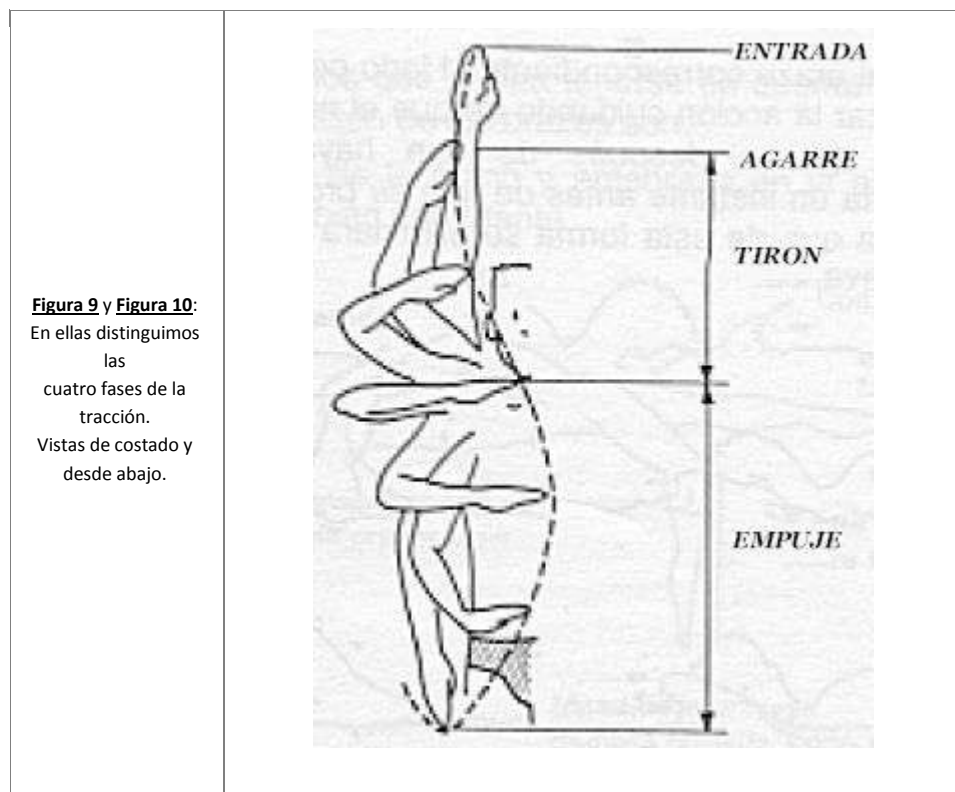 Figura 9 y Figura 10:
En ellas distinguimos
las
cuatro fases de la
tracción.
Vistas de costado y
desde abajo.
ENTRADA
AGARRE
TIRON
EMPUJE